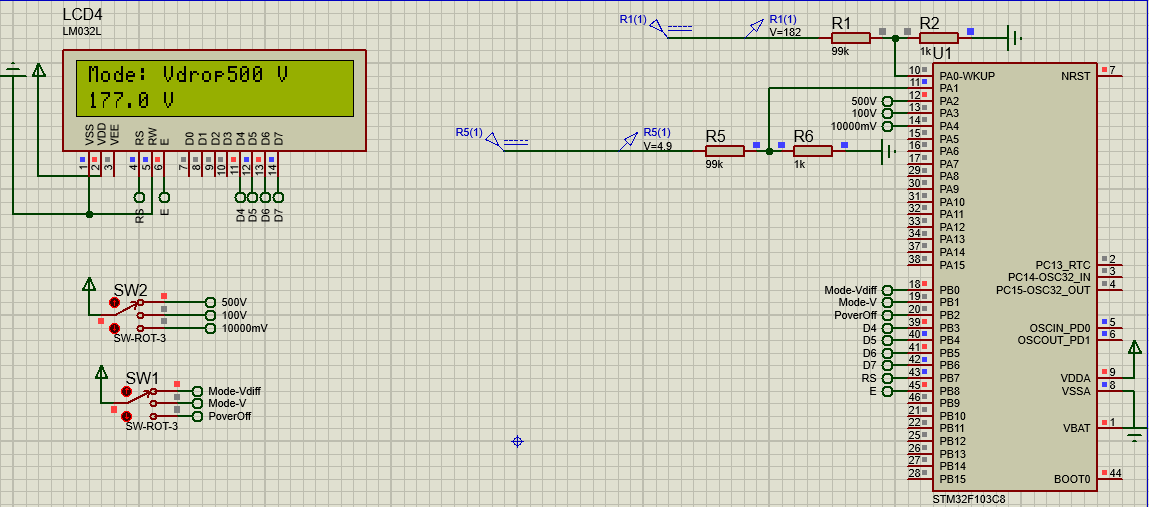 LCD4
LM032L
Mode: Vdrop500 V
177.0 V
VSS VDD VEE RS RW E D0 D1 D2 D3 D4 D5 D6 D7
1 2 3 4 5 6 7 8 9 10 11 12 13 14
RS E D4 D5 D6 D7
SW2
500V
100V
10000mV
SW-ROT-3
SW1
Mode-Vdiff
Mode-V
PoverOff
SW-ROT-3
R1(1)
R1(1)
V=182
R1
99k
R2
1k
R5(1)
R5(1)
V=4.9
R5
99k
R6
1k
U1
10 PA0-WKUP
11 PA1
500V 12 PA2
100V 13 PA3
10000mV 14 PA4
15 PA5
16 PA6
17 PA7
29 PA8
30 PA9
31 PA10
32 PA11
33 PA12
34 PA13
37 PA14
38 PA15
Mode-Vdiff 18 PB0
Mode-V 19 PB1
PoverOff 20 PB2
D4 39 PB3
D5 40 PB4
D6 41 PB5
D7 42 PB6
RS 43 PB7
E 45 PB8
46 PB9
21 PB10
22 PB11
25 PB12
26 PB13
27 PB14
28 PB15
NRST 7
PC13_RTC 2
PC14-OSC32_IN 3
PC15-OSC32_OUT 4
OSCIN_PD0 5
OSCOUT_PD1 6
VDDA 9
VSSA 8
VBAT 1
BOOT0 44
STM32F103C8